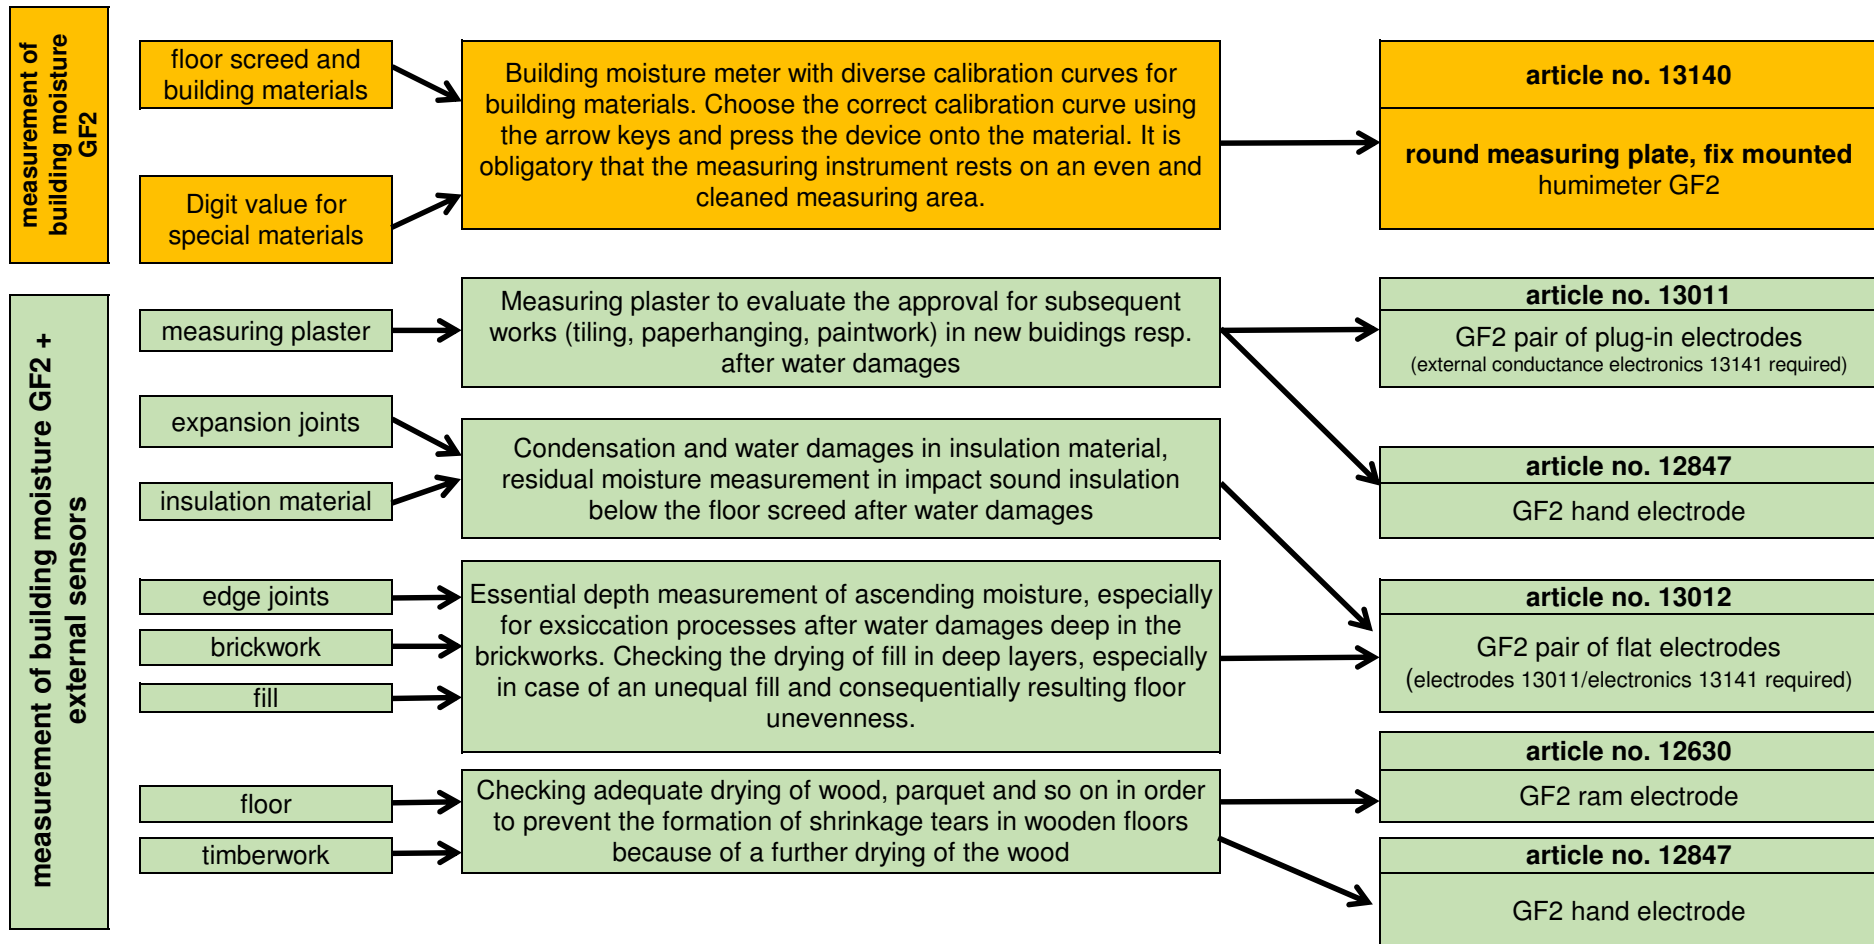 measurement of
building moisture
GF2
floor screed and
building materials
Digit value for
special materials
Building moisture meter with diverse calibration curves for
building materials. Choose the correct calibration curve using
the arrow keys and press the device onto the material. It is
obligatory that the measuring instrument rests on an even and
cleaned measuring area.
article no. 13140
round measuring plate, fix mounted
humimeter GF2
measurement of building moisture GF2 +
external sensors
measuring plaster
Measuring plaster to evaluate the approval for subsequent
works (tiling, paperhanging, paintwork) in new buidings resp.
after water damages
article no. 13011
GF2 pair of plug-in electrodes
(external conductance electronics 13141 required)
expansion joints
insulation material
Condensation and water damages in insulation material,
residual moisture measurement in impact sound insulation
below the floor screed after water damages
article no. 12847
GF2 hand electrode
edge joints
brickwork
fill
Essential depth measurement of ascending moisture, especially
for exsiccation processes after water damages deep in the
brickworks. Checking the drying of fill in deep layers, especially
in case of an unequal fill and consequentially resulting floor
unevenness.
article no. 13012
GF2 pair of flat electrodes
(electrodes 13011/electronics 13141 required)
floor
timberwork
Checking adequate drying of wood, parquet and so on in order
to prevent the formation of shrinkage tears in wooden floors
because of a further drying of the wood
article no. 12630
GF2 ram electrode
article no. 12847
GF2 hand electrode